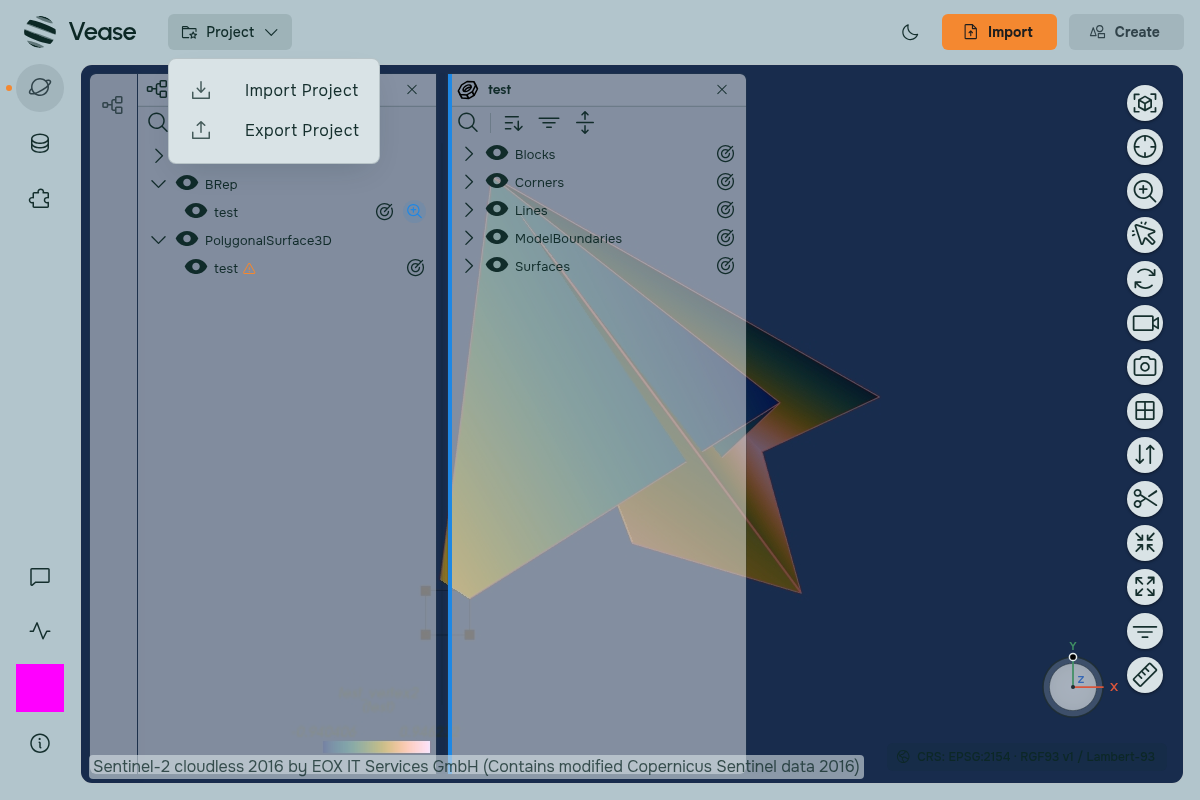 Vease
Project
Import
Create
Import Project
Export Project
test
Blocks
BRep
Corners
test
Lines
PolygonalSurface3D
ModelBoundaries
test
Surfaces
Y
Z
X
Sentinel-2 cloudless 2016 by EOX IT Services GmbH (Contains modified Copernicus Sentinel data 2016)
CRS: EPSG:2154 RGF93 v1 / Lambert-93